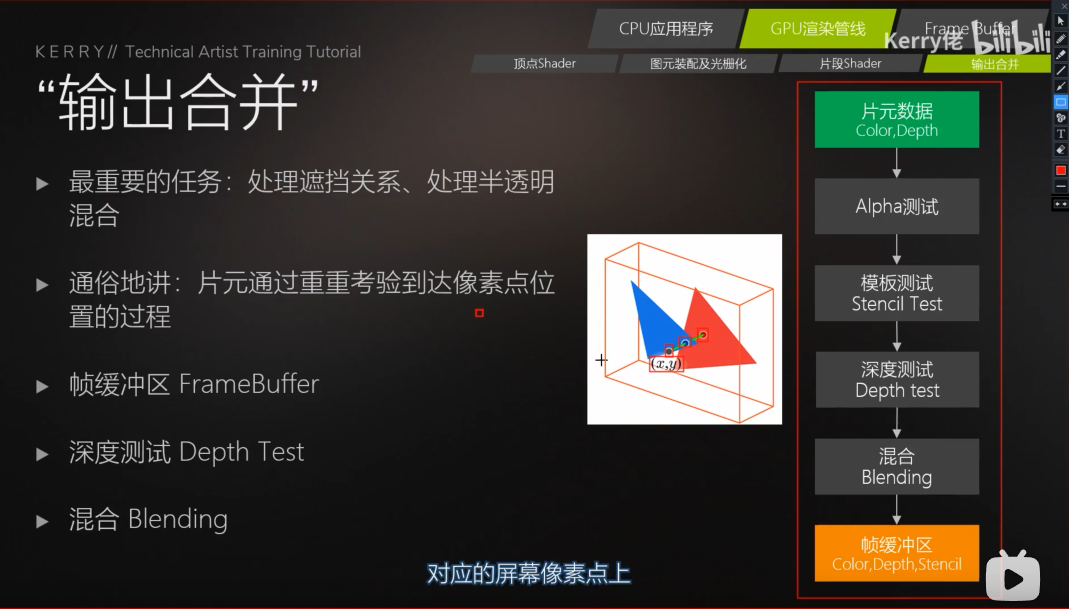 CPU应用程序
GPU渲染管线
Frame Buffer
Kerry佬
bilibili
KERRY// Technical Artist Training Tutorial
顶点Shader
图元装配及光栅化
片段Shader
输出合并
“输出合并”
最重要的任务：处理遮挡关系、处理半透明
混合
通俗地讲：片元通过重重考验到达像素点位
置的过程
帧缓冲区 FrameBuffer
深度测试 Depth Test
混合 Blending
(x,y)
片元数据
Color,Depth
Alpha测试
模板测试
Stencil Test
深度测试
Depth test
混合
Blending
帧缓冲区
Color,Depth,Stencil
对应的屏幕像素点上
T